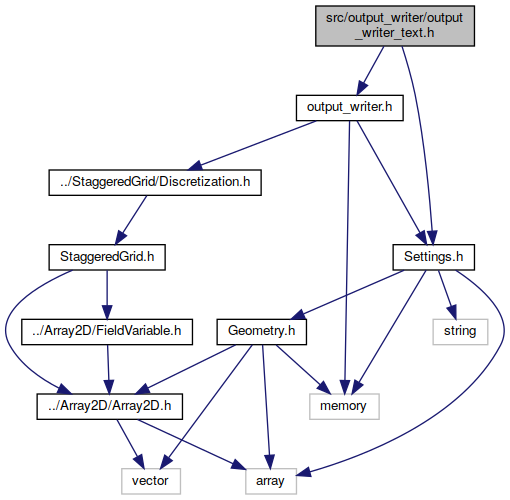 src/output_writer/output
_writer_text.h
output_writer.h
../StaggeredGrid/Discretization.h
StaggeredGrid.h
Settings.h
../Array2D/FieldVariable.h
Geometry.h
string
../Array2D/Array2D.h
memory
vector
array